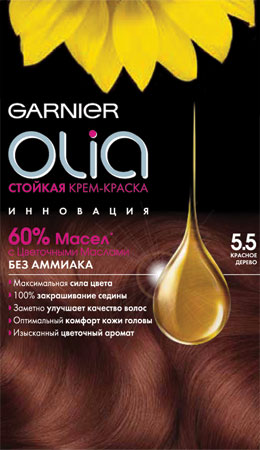 GARNIER
OLIA
СТОЙКАЯ КРЕМ-КРАСКА
ИННОВАЦИЯ
60% Масел*
с Цветочными Маслами
БЕЗ АММИАКА
5.5
КРАСНОЕ
ДЕРЕВО
• Максимальная сила цвета
• 100% закрашивание седины
• Заметно улучшает качество волос
• Оптимальный комфорт кожи головы
• Изысканный цветочный аромат